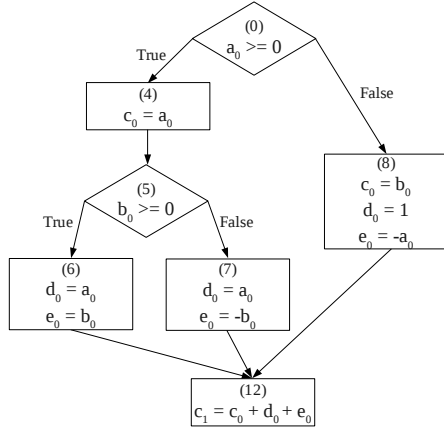 (0)
a₀ >= 0
True
False
(4)
c₀ = a₀
(5)
b₀ >= 0
True
False
(8)
c₀ = b₀
d₀ = 1
e₀ = -a₀
(6)
d₀ = a₀
e₀ = b₀
(7)
d₀ = a₀
e₀ = -b₀
(12)
c₁ = c₀ + d₀ + e₀